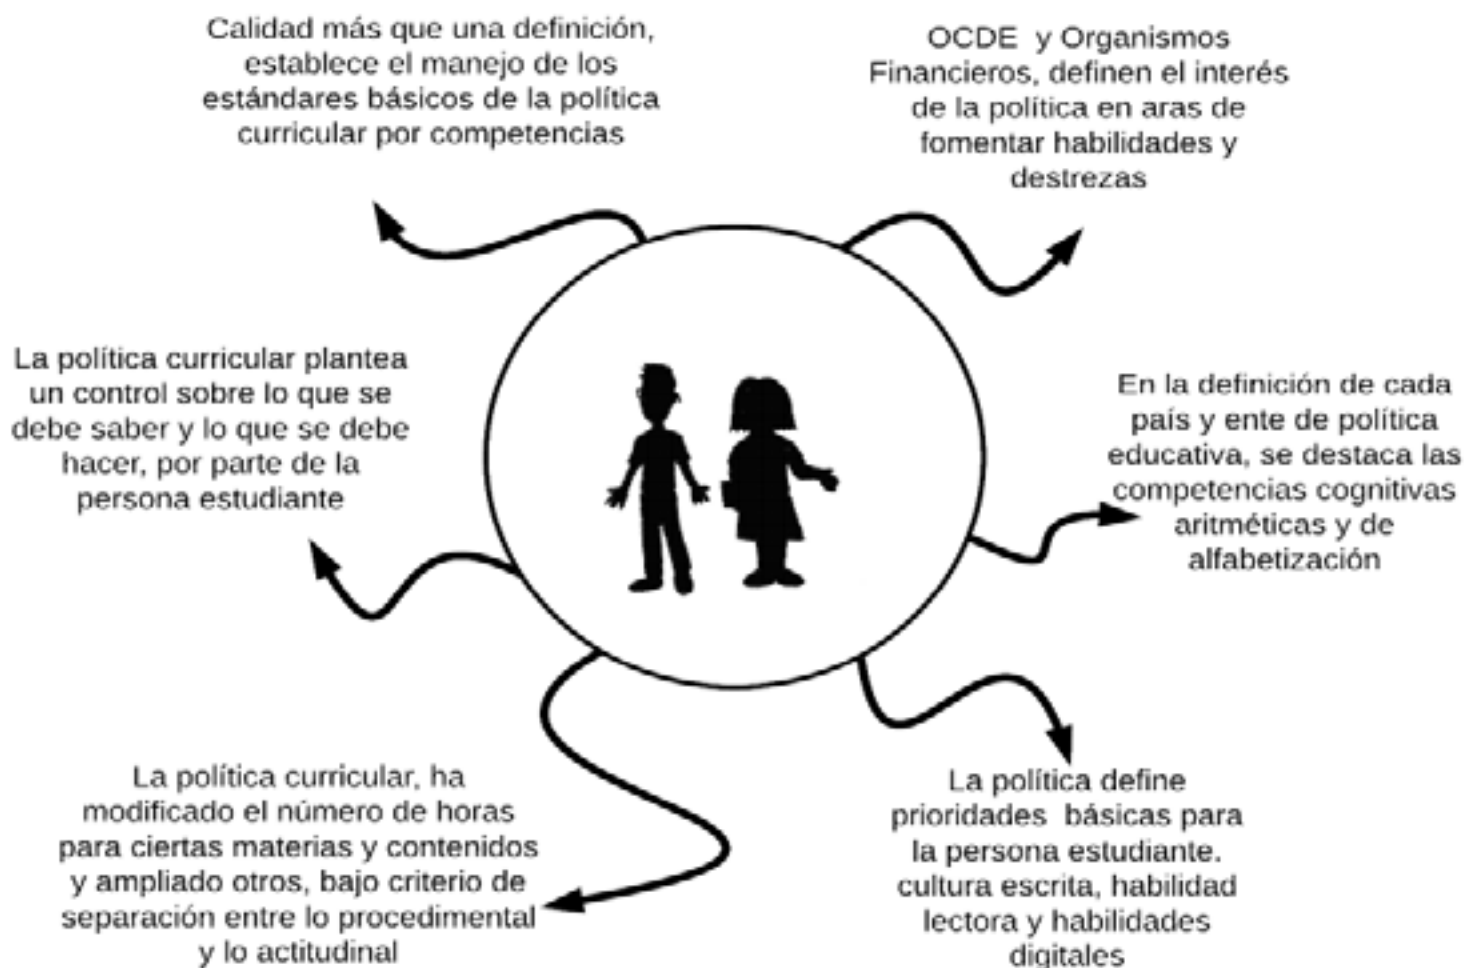 Calidad más que una definición,
establece el manejo de los
estándares básicos de la política
curricular por competencias
OCDE y Organismos
Financieros, definen el interés
de la política en aras de
fomentar habilidades y
destrezas
La política curricular plantea
un control sobre lo que se
debe saber y lo que se debe
hacer, por parte de la
persona estudiante
En la definición de cada
país y ente de política
educativa, se destaca las
competencias cognitivas
aritméticas y de
alfabetización
La política curricular, ha
modificado el número de horas
para ciertas materias y contenidos
y ampliado otros, bajo criterio de
separación entre lo procedimental
y lo actitudinal
La política define
prioridades básicas para
la persona estudiante.
cultura escrita, habilidad
lectora y habilidades
digitales